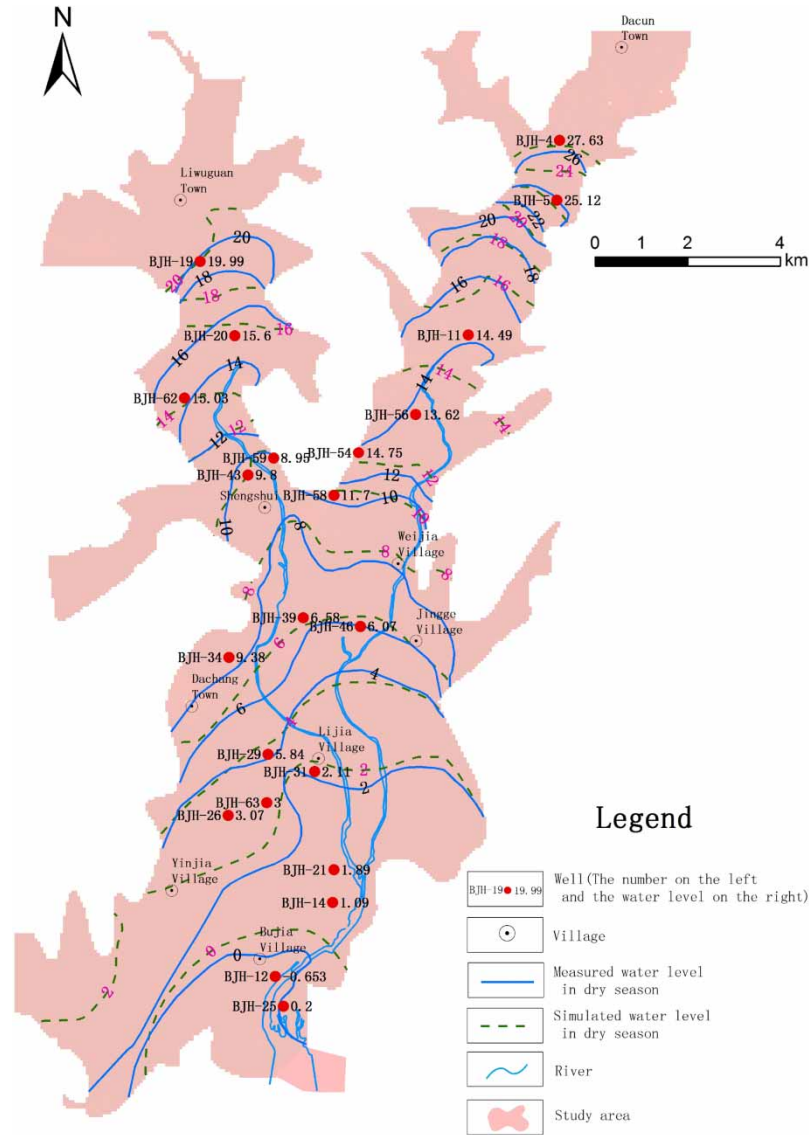 N
Dacun
Town
BJH-4 27.63
26
24
Liwuguan
Town
BJH-5 25.12
22
20
20
0 1 2 4
km
20
18
18
BJH-19 19.99
20
18
18
16
16
16
BJH-20 15.6
16
BJH-11 14.49
14
14
14
BJH-62 15.03
14
BJH-56 13.62
14
12
12
BJH-59 8.95
BJH-54 14.75
BJH-43 9.8
12
12
BJH-58 11.7
10
Shengshui
10
10
8
Weijia
Village
8
8
8
BJH-39 6.58
BJH-46 6.07
Jingge
Village
6
BJH-34 9.38
Dachang
Town
4
6
4
Lijia
Village
BJH-29 5.84
BJH-31 2.11
2
2
BJH-63 3
BJH-26 3.07
Legend
BJH-21 1.89
Yinjia
Village
BJH-19 19.99
Well(The number on the left
and the water level on the right)
BJH-14 1.09
Bujia
Village
0
0
Village
BJH-12 -0.653
2
Measured water level
in dry season
BJH-25 0.2
Simulated water level
in dry season
River
Study area